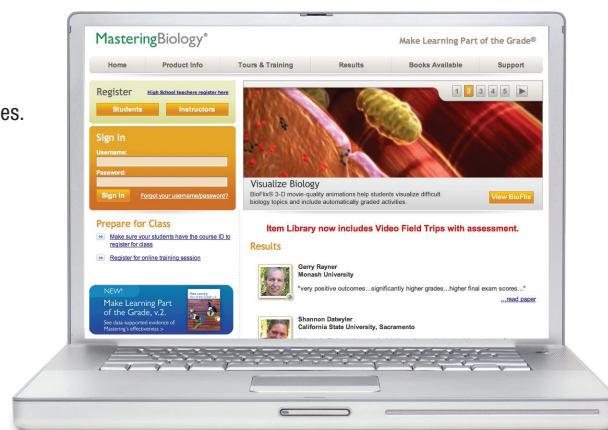 es.
MasteringBiology®
Make Learning Part of the Grade®
Home Product Info Tours & Training Results Books Available Support
Register High School teachers register here
Students Instructors
Sign In
Username:
Password:
Sign In Forgot your username/password?
Prepare for Class
Make sure your students have the course ID to
register for class
Register for online training session
NEW!
Make Learning Part
of the Grade, v.2.
See data-supported evidence of
Mastering's effectiveness >
1 2 3 4 5
Visualize Biology
BioFlix® 3-D movie-quality animations help students visualize difficult
biology topics and include automatically graded activities.
View BioFlix
Item Library now includes Video Field Trips with assessment.
Results
Gerry Rayner
Monash University
"very positive outcomes...significantly higher grades...higher final exam scores..."
...read paper
Shannon Datwyler
California State University, Sacramento